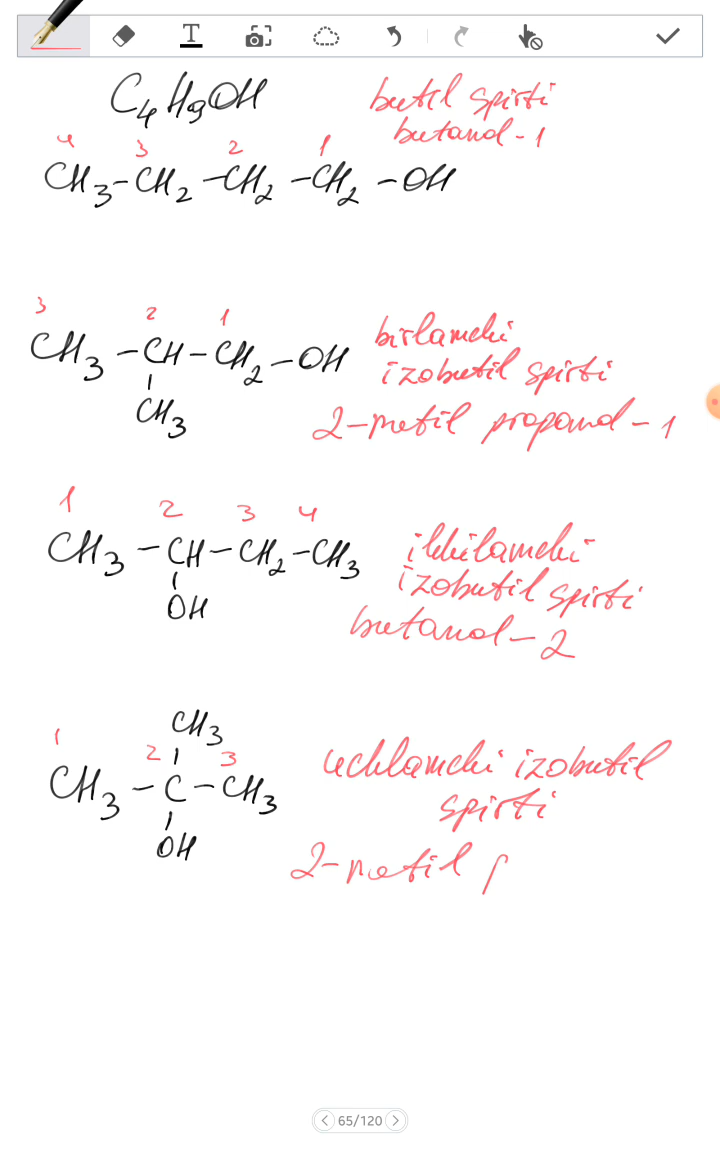 T
C4H9OH
butil spirti
butanol-1
4 3 2 1
CH3-CH2-CH2-CH2-OH
3 2 1
CH3-CH-CH2-OH
CH3
birlamchi
izobutil spirti
2-metil propanol-1
1 2 3 4
CH3-CH-CH2-CH3
OH
ikkilamchi
izobutil spirti
butanol-2
CH3
1 2 3
CH3-C-CH3
OH
uchlamchi izobutil
spirti
2-metil p
65/120